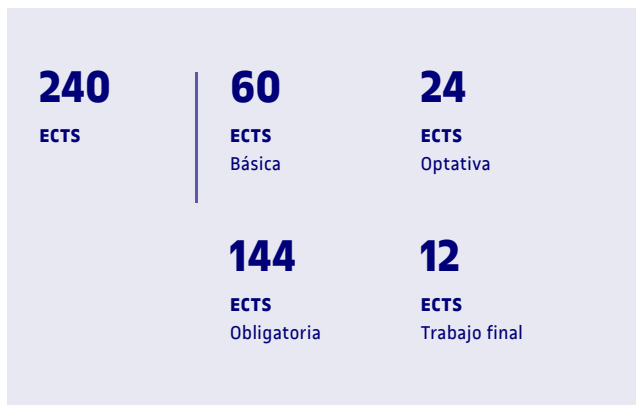 240
ECTS
60
ECTS
Básica
24
ECTS
Optativa
144
ECTS
Obligatoria
12
ECTS
Trabajo final